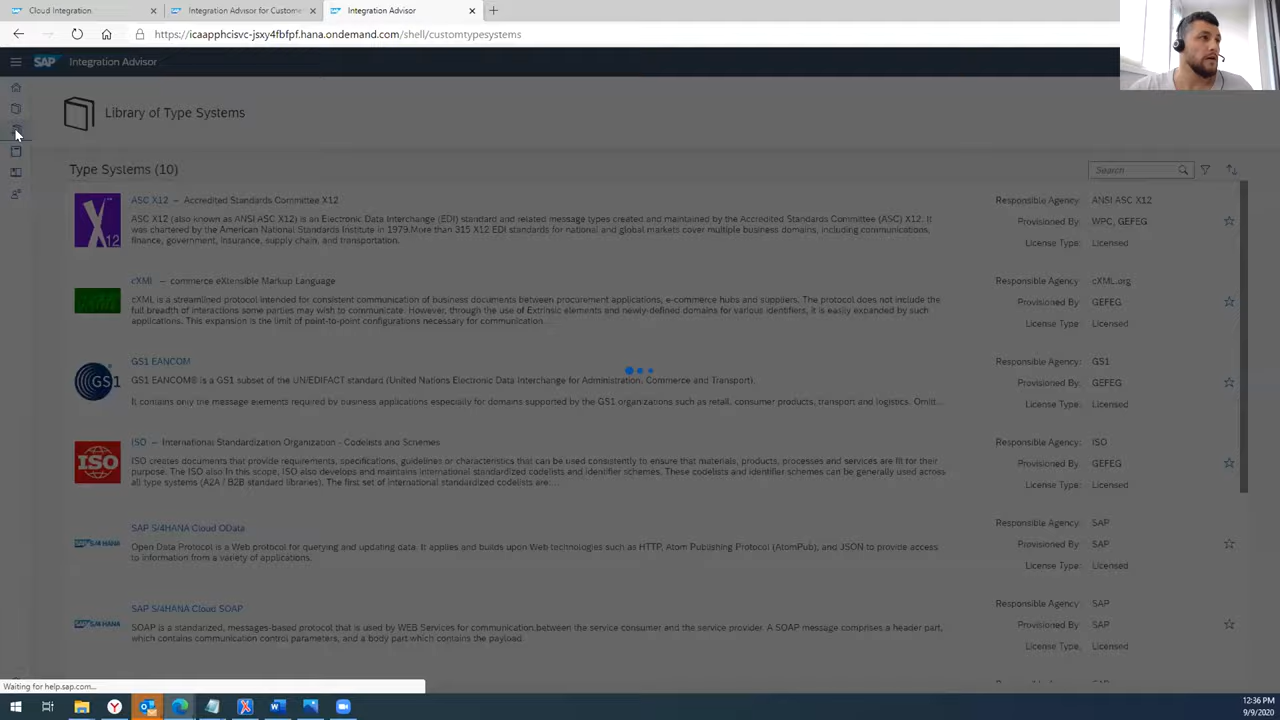 Cloud Integration
Integration Advisor for Custome
Integration Advisor
https://icaapphcisvc-jsxy4fbfpf.hana.ondemand.com/shell/customtypesystems
SAP Integration Advisor
Library of Type Systems
Type Systems (10)
Search
ASC X12 – Accredited Standards Committee X12
ASC X12 (also known as ANSI ASC X12) is an Electronic Data Interchange (EDI) standard and related message types created and maintained by the Accredited Standards Committee (ASC) X12. It
was chartered by the American National Standards Institute in 1979.More than 315 X12 EDI standards for national and global markets cover multiple business domains, including communications,
finance, government, insurance, supply chain, and transportation.
Responsible Agency: ANSI ASC X12
Provisioned By: WPC, GEFEG
License Type: Licensed
X12
cXML – commerce eXtensible Markup Language
cXML is a streamlined protocol intended for consistent communication of business documents between procurement applications, e-commerce hubs and suppliers. The protocol does not include the
full breadth of interactions some parties may wish to communicate. However, through the use of Extrinsic elements and newly-defined domains for various identifiers, it is easily expanded by such
applications. This expansion is the limit of point-to-point configurations necessary for communication....
Responsible Agency: cXML.org
Provisioned By: GEFEG
License Type: Licensed
GS1 EANCOM
GS1 EANCOM® is a GS1 subset of the UN/EDIFACT standard (United Nations Electronic Data Interchange for Administration, Commerce and Transport).
It contains only the message elements required by business applications especially for domains supported by the GS1 organizations such as retail, consumer products, transport and logistics. Omitt...
Responsible Agency: GS1
Provisioned By: GEFEG
License Type: Licensed
GS1
ISO – International Standardization Organization - Codelists and Schemes
ISO creates documents that provide requirements, specifications, guidelines or characteristics that can be used consistently to ensure that materials, products, processes and services are fit for their
purpose. The ISO also In this scope, ISO also develops and maintains international standardized codelists and identifier schemes. These codelists and identifier schemes can be generally used across
all type systems (A2A / B2B standard libraries). The first set of international standardized codelists are:...
Responsible Agency: ISO
Provisioned By: GEFEG
License Type: Licensed
ISO
SAP S/4HANA Cloud OData
Open Data Protocol is a Web protocol for querying and updating data. It applies and builds upon Web technologies such as HTTP, Atom Publishing Protocol (AtomPub), and JSON to provide access
to information from a variety of applications.
Responsible Agency: SAP
Provisioned By: SAP
License Type: Licensed
SAP S/4HANA
SAP S/4HANA Cloud SOAP
SOAP is a standardized, messages-based protocol that is used by WEB Services for communication between the service consumer and the service provider. A SOAP message comprises a header part,
which contains communication control parameters, and a body part which contains the payload.
Responsible Agency: SAP
Provisioned By: SAP
License Type: Licensed
SAP S/4HANA
Waiting for help.sap.com...
12:36 PM
9/9/2020